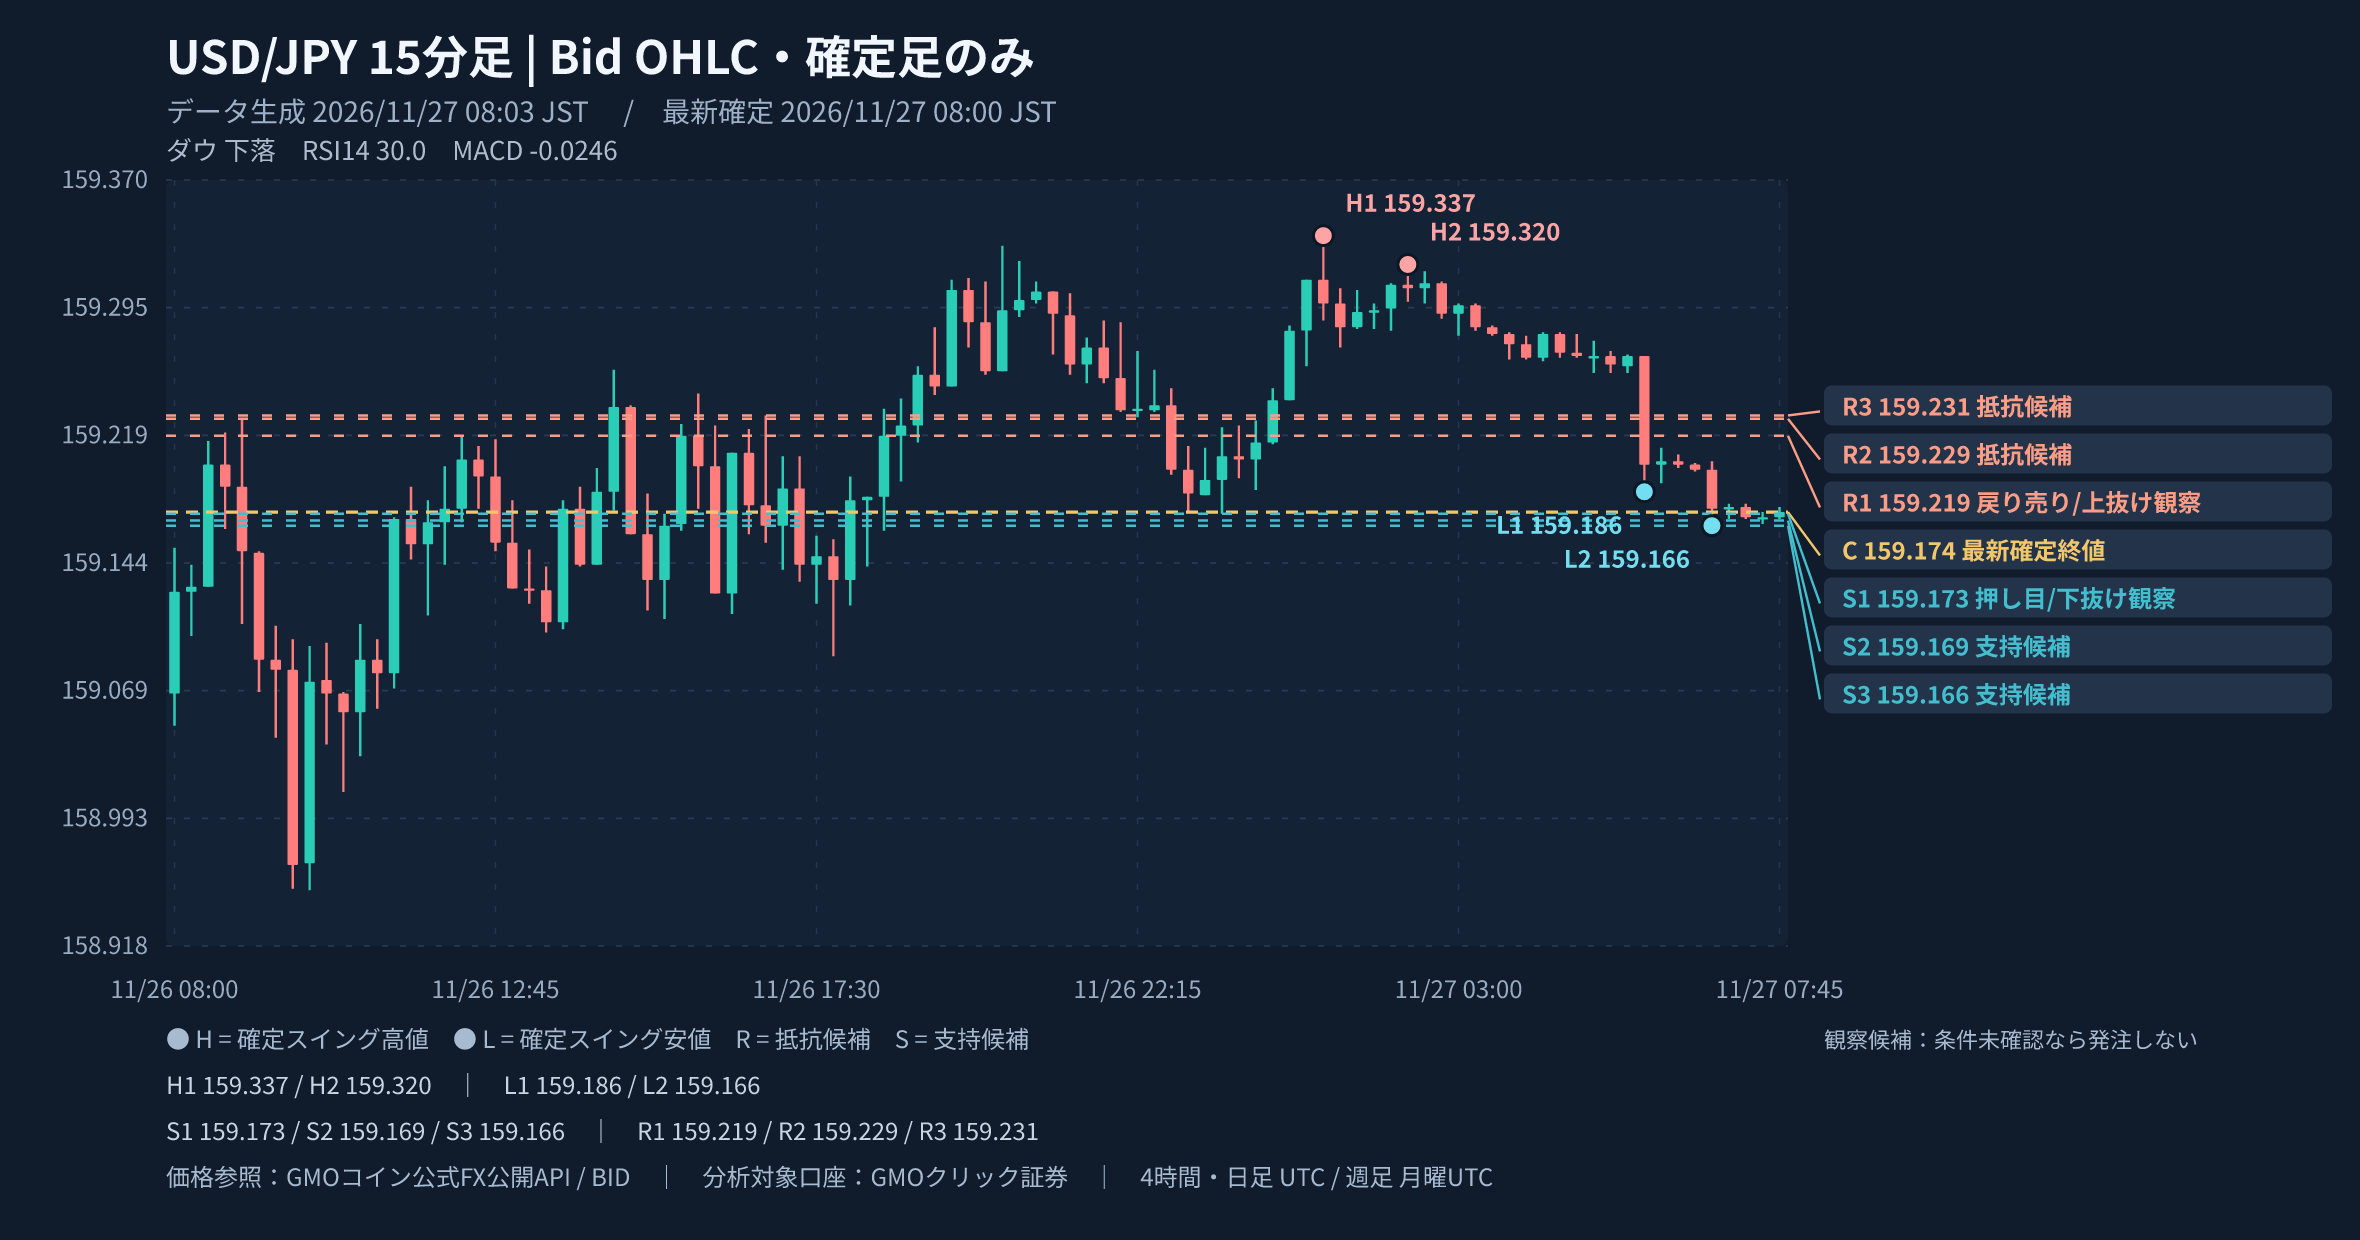 USD/JPY 15分足 | Bid OHLC・確定足のみ
データ生成 2026/11/27 08:03 JST / 最新確定 2026/11/27 08:00 JST
ダウ 下落 RSI14 30.0 MACD -0.0246
159.370
159.295
159.219
159.144
159.069
158.993
158.918
H1 159.337
H2 159.320
L1 159.186
L2 159.166
R3 159.231 抵抗候補
R2 159.229 抵抗候補
R1 159.219 戻り売り/上抜け観察
C 159.174 最新確定終値
S1 159.173 押し目/下抜け観察
S2 159.169 支持候補
S3 159.166 支持候補
11/26 08:00
11/26 12:45
11/26 17:30
11/26 22:15
11/27 03:00
11/27 07:45
● H = 確定スイング高値 ● L = 確定スイング安値 R = 抵抗候補 S = 支持候補
観察候補：条件未確認なら発注しない
H1 159.337 / H2 159.320 ｜ L1 159.186 / L2 159.166
S1 159.173 / S2 159.169 / S3 159.166 ｜ R1 159.219 / R2 159.229 / R3 159.231
価格参照：GMOコイン公式FX公開API / BID ｜ 分析対象口座：GMOクリック証券 ｜ 4時間・日足 UTC / 週足 月曜UTC